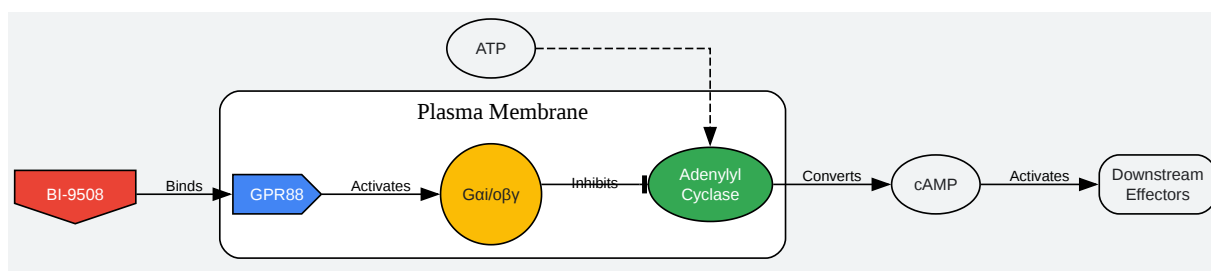 ATP
Plasma Membrane
BI-9508
Binds
GPR88
Activates
Gαi/oβγ
Inhibits
Adenylyl
Cyclase
Converts
cAMP
Activates
Downstream
Effectors